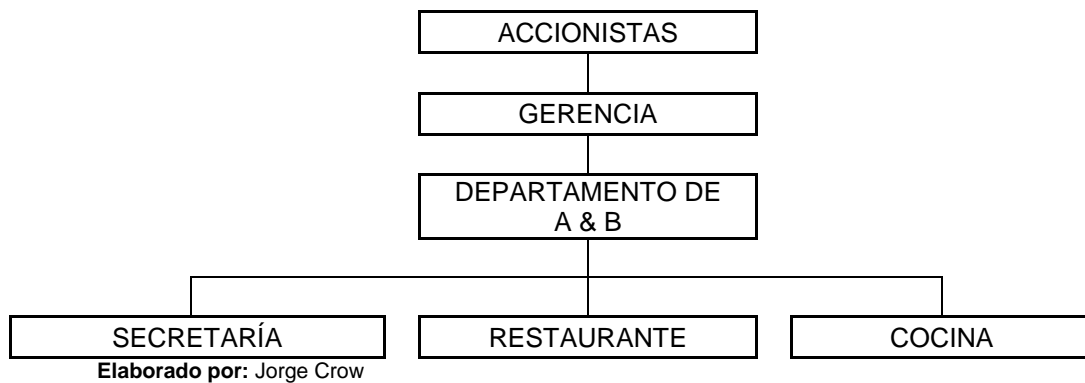 ACCIONISTAS
GERENCIA
DEPARTAMENTO DE
A & B
SECRETARÍA
RESTAURANTE
COCINA
Elaborado por: Jorge Crow